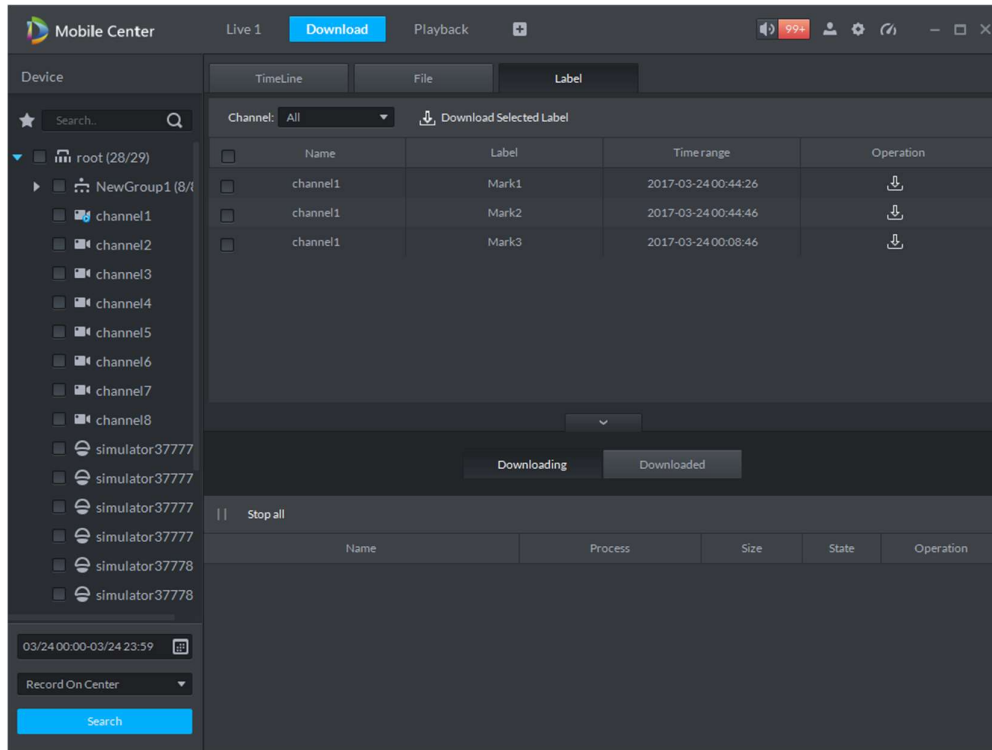 Mobile Center Live 1 Download Playback 99+
Device
TimeLine File Label
Search..
Channel: All Download Selected Label
Name Label Time range Operation
channel1 Mark1 2017-03-24 00:44:26
channel1 Mark2 2017-03-24 00:44:46
channel1 Mark3 2017-03-24 00:08:46
root (28/29)
NewGroup1 (8/8
channel1
channel2
channel3
channel4
channel5
channel6
channel7
channel8
simulator37777
simulator37777
simulator37777
simulator37777
simulator37778
simulator37778
03/24 00:00-03/24 23:59
Record On Center
Search
Downloading Downloaded
Stop all
Name Process Size State Operation